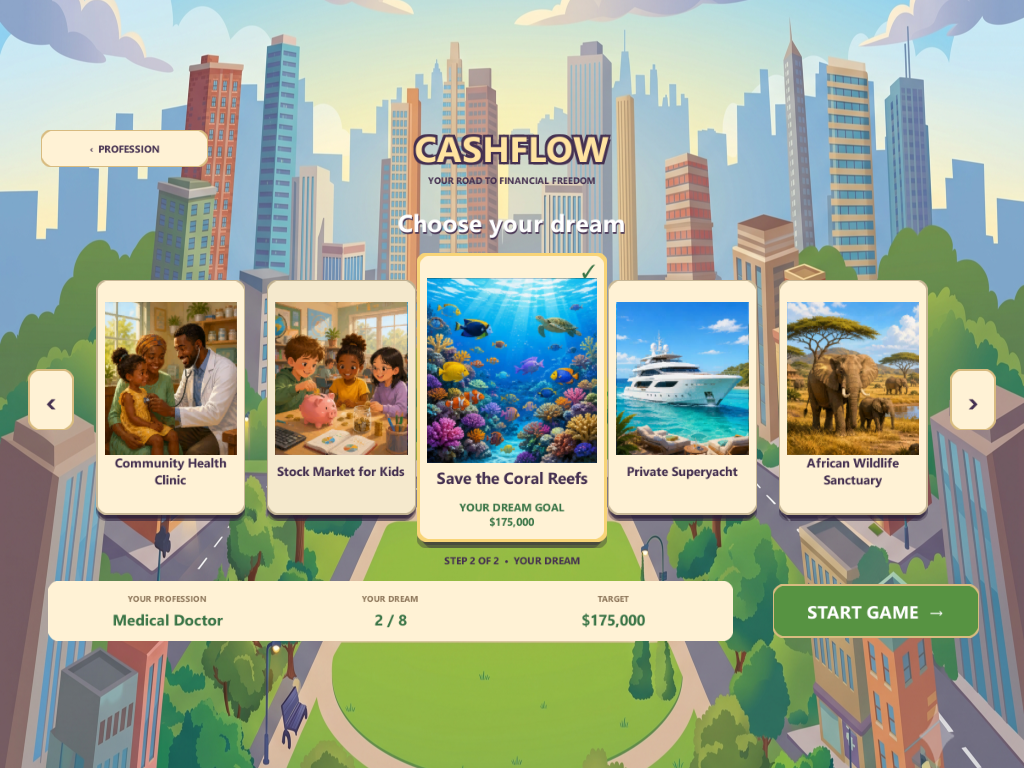 ‹ PROFESSION
CASHFLOW
YOUR ROAD TO FINANCIAL FREEDOM
Choose your dream
✓
‹
Community Health
Clinic
Stock Market for Kids
Save the Coral Reefs
YOUR DREAM GOAL
$175,000
Private Superyacht
African Wildlife
Sanctuary
›
STEP 2 OF 2 • YOUR DREAM
YOUR PROFESSION
Medical Doctor
YOUR DREAM
2 / 8
TARGET
$175,000
START GAME →